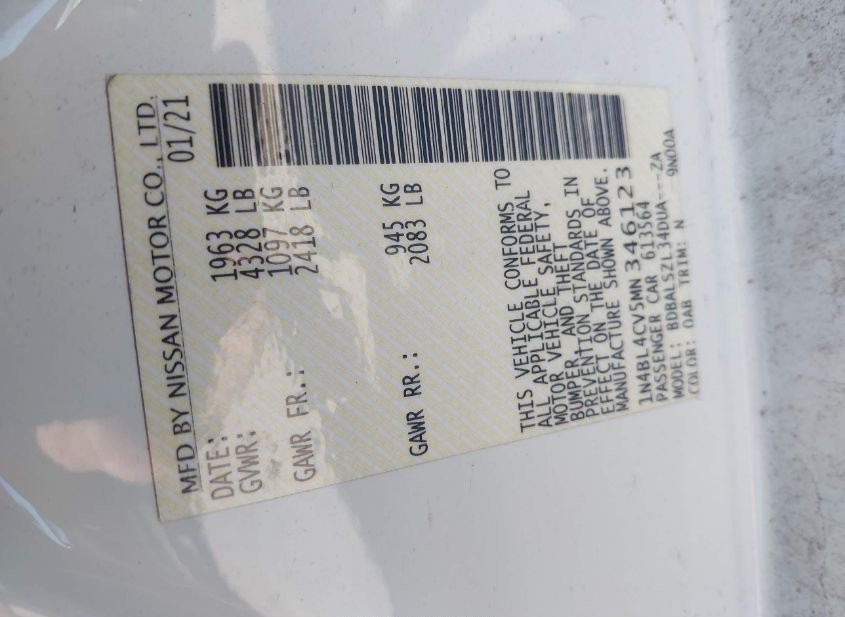 MFD BY NISSAN MOTOR CO., LTD.
DATE: 01/21
GVWR: 1963 KG
4328 LB
GAWR FR.: 1097 KG
2418 LB
GAWR RR.: 945 KG
2083 LB
THIS VEHICLE CONFORMS TO
ALL APPLICABLE FEDERAL
MOTOR VEHICLE SAFETY,
BUMPER, AND THEFT
PREVENTION STANDARDS IN
EFFECT ON THE DATE OF
MANUFACTURE SHOWN ABOVE.
1N4BL4CV5MN346123
PASSENGER CAR 613564
MODEL: BDBALSZL34DUA---ZA
COLOR: QAB TRIM: N 9N00A